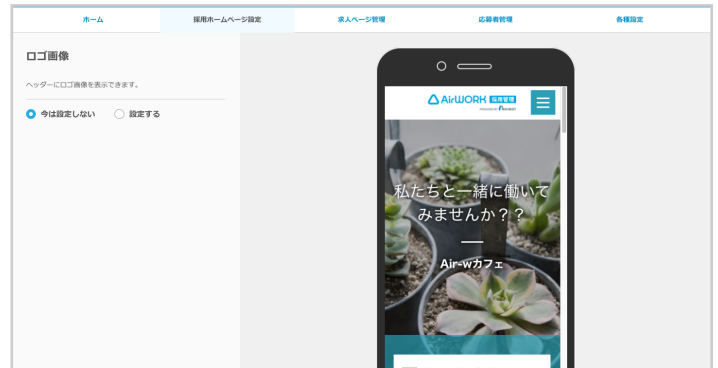 ホーム
採用ホームページ設定
求人ページ管理
応募者管理
各種設定
ロゴ画像
ヘッダーにロゴ画像を表示できます。
今は設定しない
設定する
AirWORK 採用管理
PRODUCED BY RECRUIT
私たちと一緒に働いて
みませんか？？
Air-wカフェ